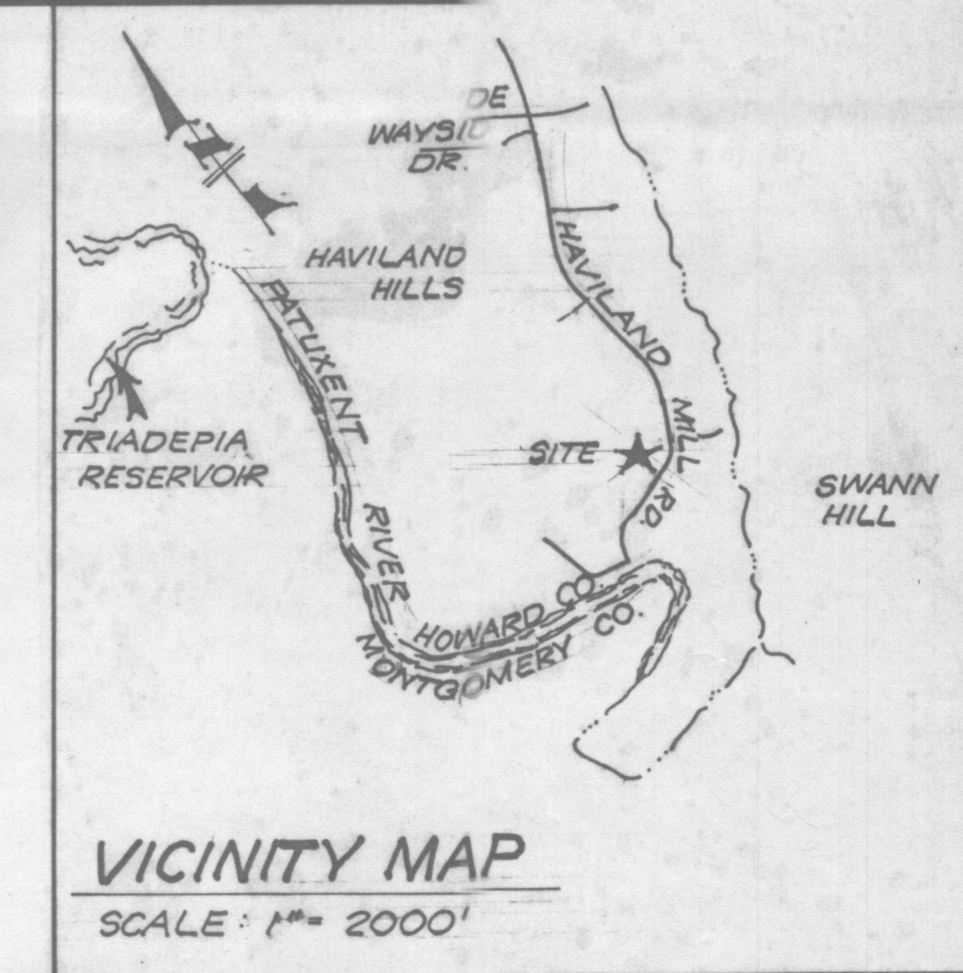 DE
WAYSIDE
DR.
HAVILAND
HILLS
HAVILAND MILL RD.
PATUXENT RIVER
TRIADEPIA
RESERVOIR
SITE
SWANN
HILL
HOWARD CO.
MONTGOMERY CO.
VICINITY MAP
SCALE: 1"= 2000'